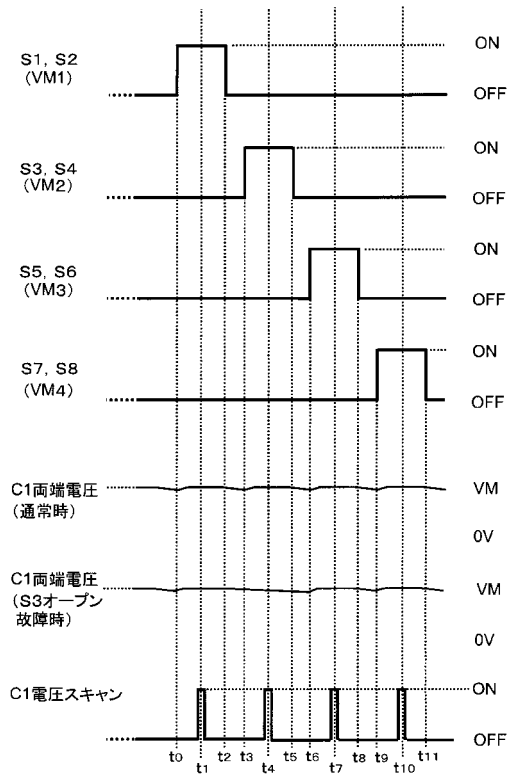 S1, S2
(VM1)
ON
OFF
S3, S4
(VM2)
ON
OFF
S5, S6
(VM3)
ON
OFF
S7, S8
(VM4)
ON
OFF
C1両端電圧
(通常時)
VM
0V
C1両端電圧
(S3オープン
故障時)
VM
0V
C1電圧スキャン
ON
OFF
t0 t1 t2 t3 t4 t5 t6 t7 t8 t9 t10 t11